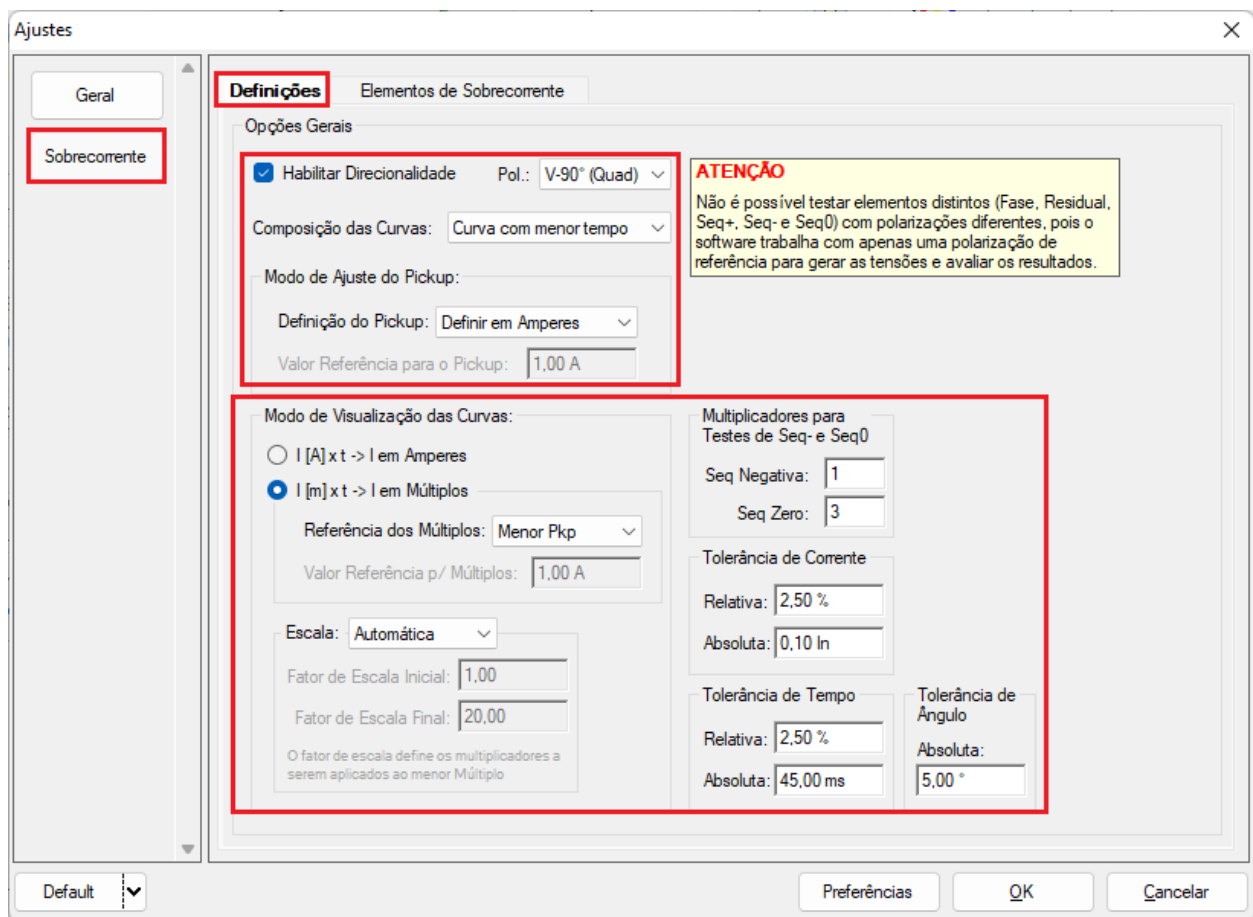 Ajustes
Geral
Sobrecorrente
Definições
Elementos de Sobrecorrente
Opções Gerais
Habilitar Direcionalidade
Pol.: V-90° (Quad)
Composição das Curvas: Curva com menor tempo
Modo de Ajuste do Pickup:
Definição do Pickup: Definir em Amperes
Valor Referência para o Pickup: 1,00 A
ATENÇÃO
Não é possível testar elementos distintos (Fase, Residual,
Seq+, Seq- e Seq0) com polarizações diferentes, pois o
software trabalha com apenas uma polarização de
referência para gerar as tensões e avaliar os resultados.
Modo de Visualização das Curvas:
I [A] x t -> I em Amperes
I [m] x t -> I em Múltiplos
Referência dos Múltiplos: Menor Pkp
Valor Referência p/ Múltiplos: 1,00 A
Escala: Automática
Fator de Escala Inicial: 1,00
Fator de Escala Final: 20,00
O fator de escala define os multiplicadores a
serem aplicados ao menor Múltiplo
Multiplicadores para
Testes de Seq- e Seq0
Seq Negativa: 1
Seq Zero: 3
Tolerância de Corrente
Relativa: 2,50 %
Absoluta: 0,10 In
Tolerância de Tempo
Relativa: 2,50 %
Absoluta: 45,00 ms
Tolerância de
Ângulo
Absoluta:
5,00 °
Default
Preferências
OK
Cancelar